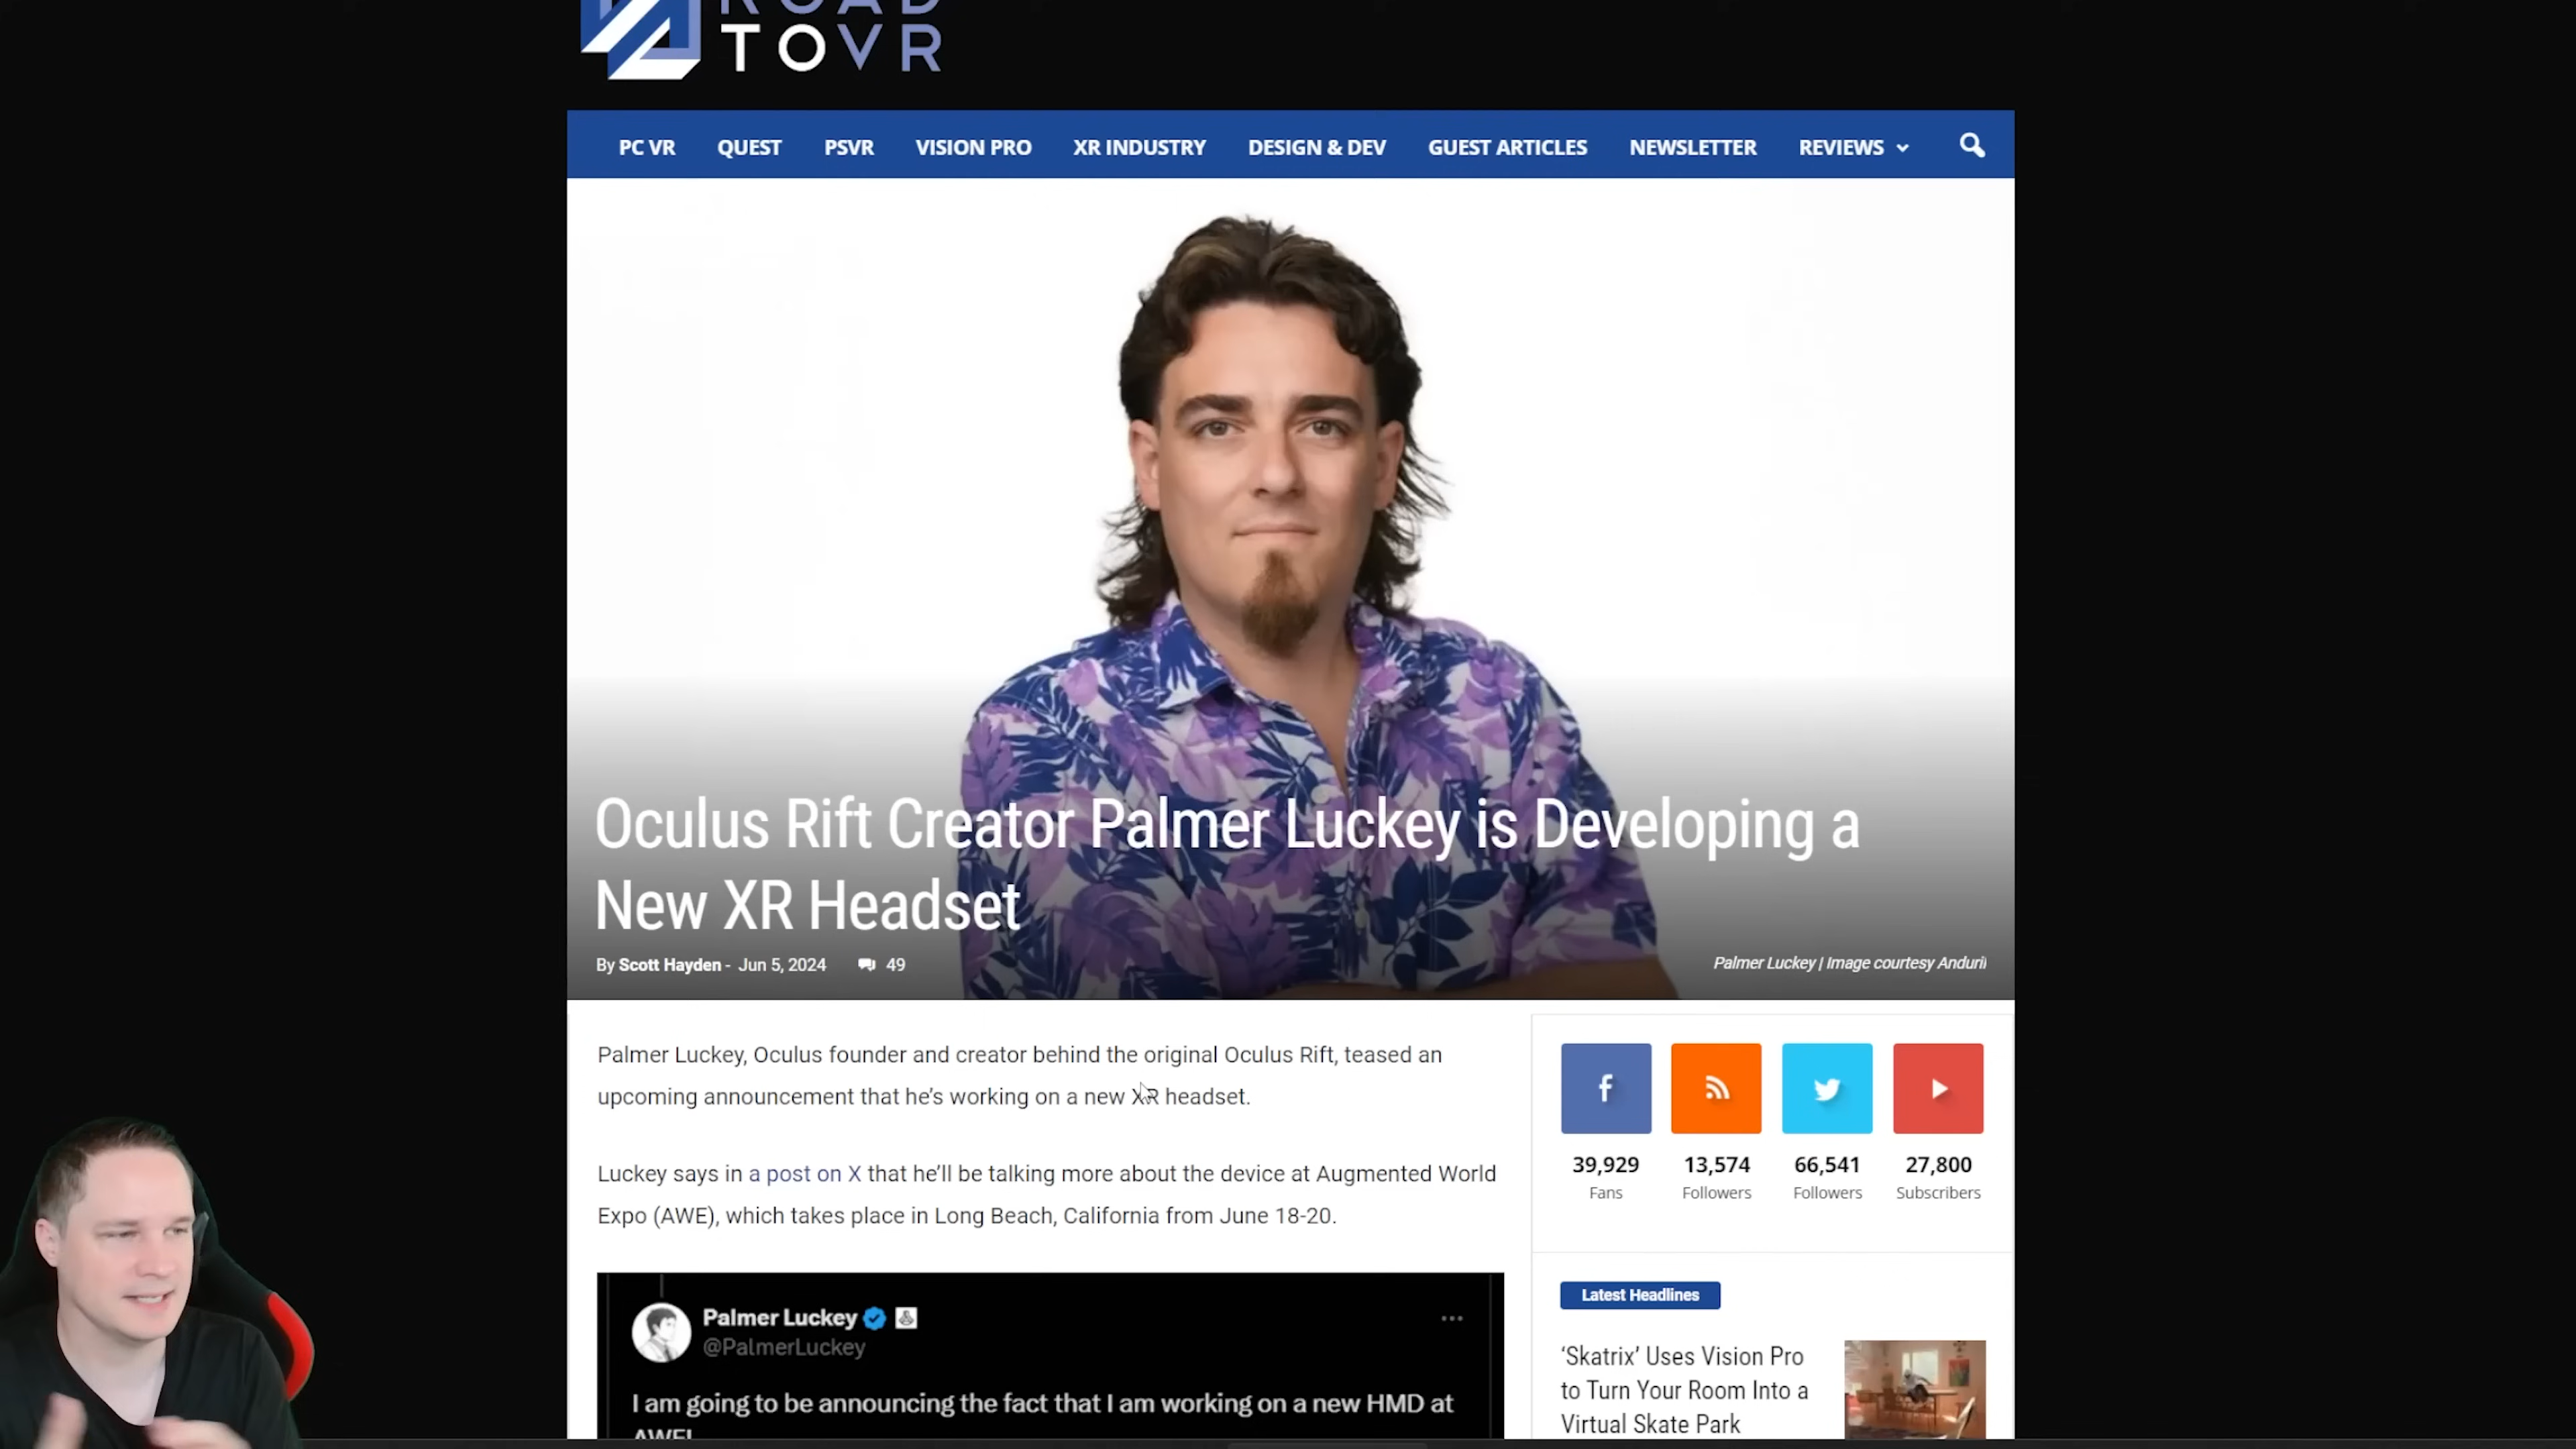 ROAD
TOVR
PC VR QUEST PSVR VISION PRO XR INDUSTRY DESIGN & DEV GUEST ARTICLES NEWSLETTER REVIEWS
Oculus Rift Creator Palmer Luckey is Developing a
New XR Headset
By Scott Hayden - Jun 5, 2024 49
Palmer Luckey | Image courtesy Anduril
Palmer Luckey, Oculus founder and creator behind the original Oculus Rift, teased an
upcoming announcement that he's working on a new XR headset.
Luckey says in a post on X that he'll be talking more about the device at Augmented World
Expo (AWE), which takes place in Long Beach, California from June 18-20.
Palmer Luckey
@PalmerLuckey
I am going to be announcing the fact that I am working on a new HMD at
AWE!
39,929 13,574 66,541 27,800
Fans Followers Followers Subscribers
Latest Headlines
‘Skatrix’ Uses Vision Pro
to Turn Your Room Into a
Virtual Skate Park